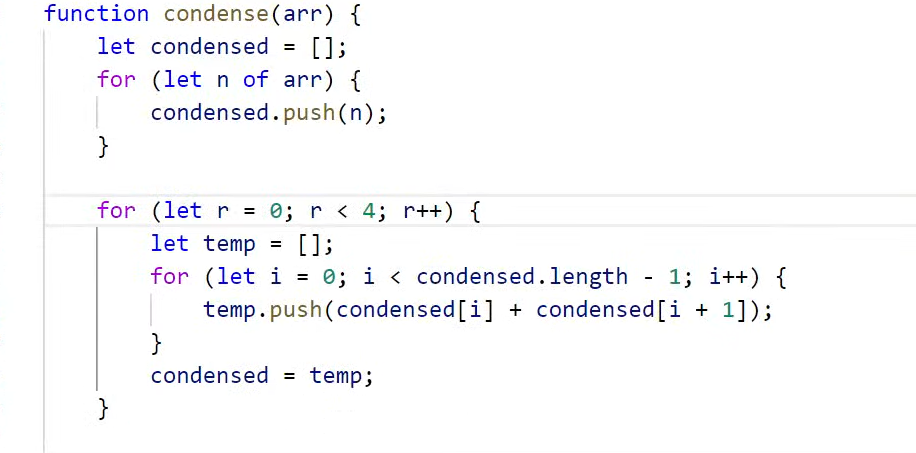 function condense(arr) {
    let condensed = [];
    for (let n of arr) {
        condensed.push(n);
    }

    for (let r = 0; r < 4; r++) {
        let temp = [];
        for (let i = 0; i < condensed.length - 1; i++) {
            temp.push(condensed[i] + condensed[i + 1]);
        }
        condensed = temp;
    }